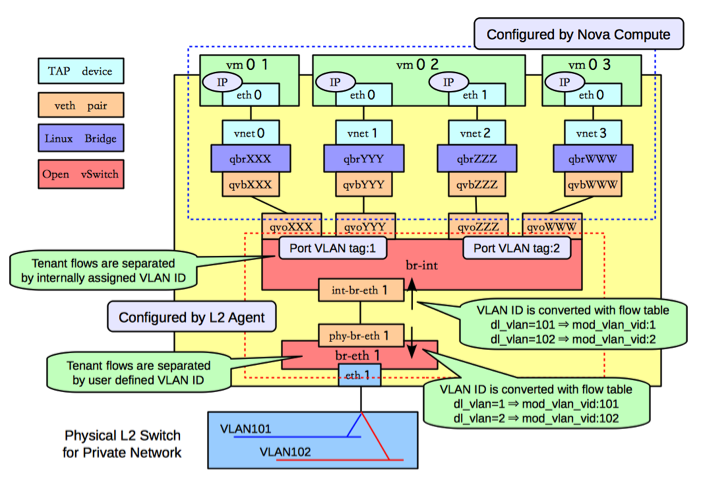 Configured by Nova Compute
TAP device
veth pair
Linux Bridge
Open vSwitch
vm 0 1
vm 0 2
vm 0 3
IP
IP
IP
eth 0
eth 0
eth 1
eth 0
vnet 0
vnet 1
vnet 2
vnet 3
qbrXXX
qbrYYY
qbrZZZ
qbrWWW
qvbXXX
qvbYYY
qvbZZZ
qvbWWW
qvoXXX
qvoYYY
qvoZZZ
qvoWWW
Port VLAN tag:1
Port VLAN tag:2
Tenant flows are separated
by internally assigned VLAN ID
br-int
int-br-eth 1
Configured by L2 Agent
VLAN ID is converted with flow table
dl_vlan=101 ⇒ mod_vlan_vid:1
dl_vlan=102 ⇒ mod_vlan_vid:2
phy-br-eth 1
br-eth 1
Tenant flows are separated
by user defined VLAN ID
eth 1
VLAN ID is converted with flow table
dl_vlan=1 ⇒ mod_vlan_vid:101
dl_vlan=2 ⇒ mod_vlan_vid:102
Physical L2 Switch
for Private Network
VLAN101
VLAN102